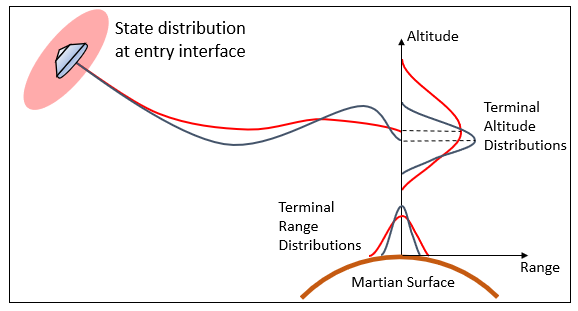 State distribution
at entry interface
Altitude
Terminal
Altitude
Distributions
Terminal
Range
Distributions
Range
Martian Surface